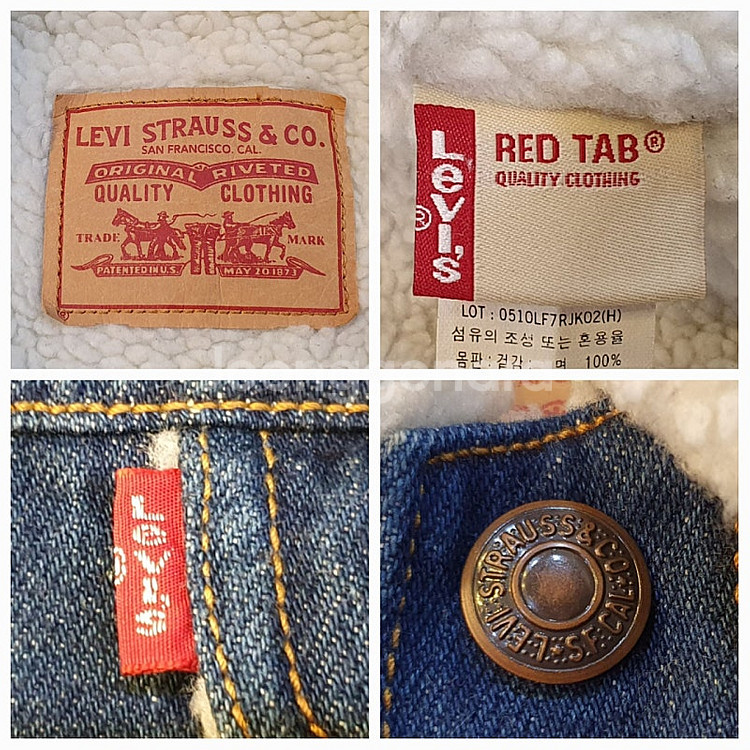 LEVI STRAUSS & CO.
SAN FRANCISCO, CAL.
ORIGINAL RIVETED
QUALITY CLOTHING
TRADE MARK
PATENTED IN U.S. MAY 20 1873
®
Levi's
®
RED TAB®
QUALITY CLOTHING
LOT : 0510LF7RJK02(H)
섬유의 조성 또는 혼용율
몸판: 겉감: 면 100%
Levi's
®
LEVI STRAUSS & CO. S.F. CAL.